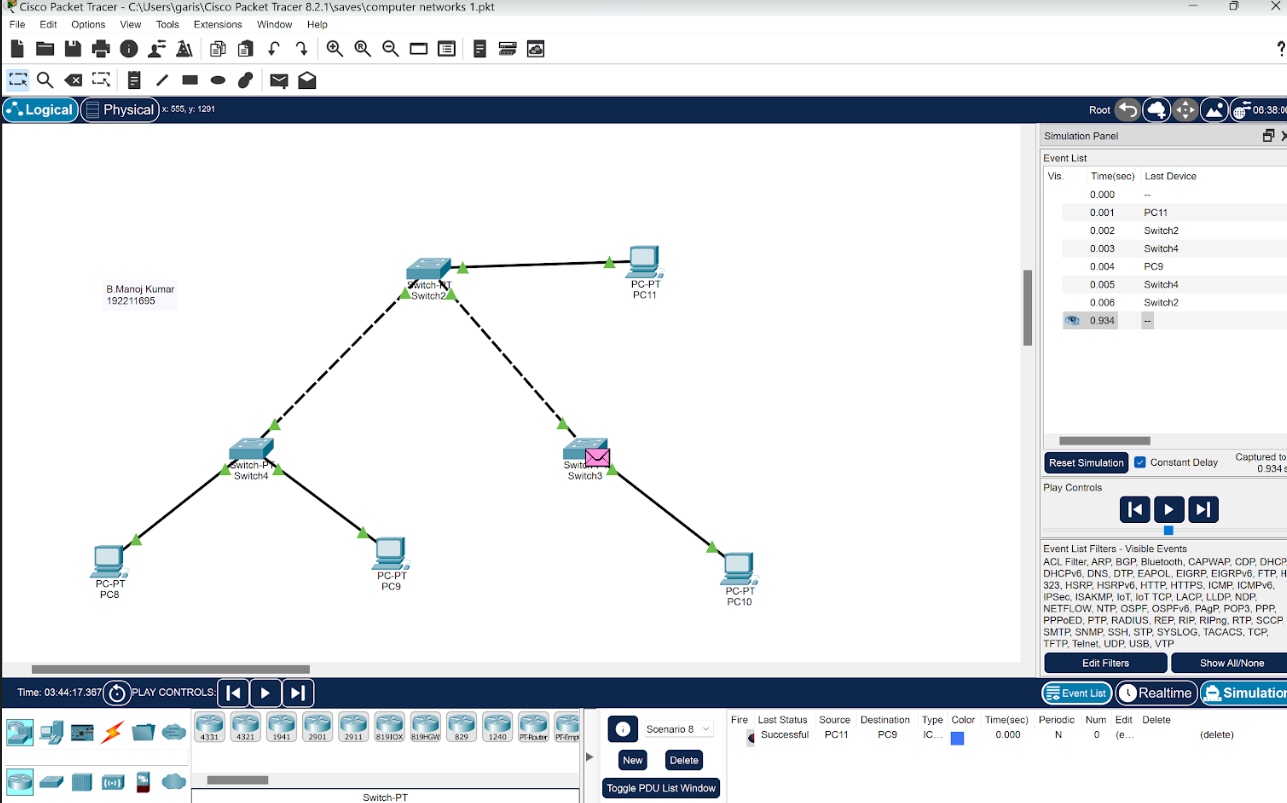 Cisco Packet Tracer - C:\Users\garis\Cisco Packet Tracer 8.2.1\saves\computer networks 1.pkt
File Edit Options View Tools Extensions Window Help
?
Logical Physical x: 555, y: 1291 Root 06:38:00
Simulation Panel
Event List
Vis. Time(sec) Last Device
0.000 --
0.001 PC11
0.002 Switch2
0.003 Switch4
0.004 PC9
0.005 Switch4
0.006 Switch2
0.934 --
B.Manoj Kumar
192211695
Switch-PT
Switch2
PC-PT
PC11
Switch-PT
Switch4
Switch3
PC-PT
PC8
PC-PT
PC9
PC-PT
PC10
Reset Simulation Constant Delay Captured to
0.934 s
Play Controls
Event List Filters - Visible Events
ACL Filter, ARP, BGP, Bluetooth, CAPWAP, CDP, DHCP
DHCPv6, DNS, DTP, EAPOL, EIGRP, EIGRPv6, FTP, H
323, HSRP, HSRPv6, HTTP, HTTPS, ICMP, ICMPv6,
IPSec, ISAKMP, IoT, IoT TCP, LACP, LLDP, NDP,
NETFLOW, NTP, OSPF, OSPFv6, PAgP, POP3, PPP,
PPPoED, PTP, RADIUS, REP, RIP, RIPng, RTP, SCCP
SMTP, SNMP, SSH, STP, SYSLOG, TACACS, TCP,
TFTP, Telnet, UDP, USB, VTP
Edit Filters Show All/None
Time: 03:44:17.367 PLAY CONTROLS: Event List Realtime Simulation
4331 4321 1941 2901 2911 819IOX 819HGW 829 1240 PT-Router PT-Emp
Switch-PT
Scenario 8
New Delete
Toggle PDU List Window
Fire Last Status Source Destination Type Color Time(sec) Periodic Num Edit Delete
Successful PC11 PC9 IC... 0.000 N 0 (e... (delete)